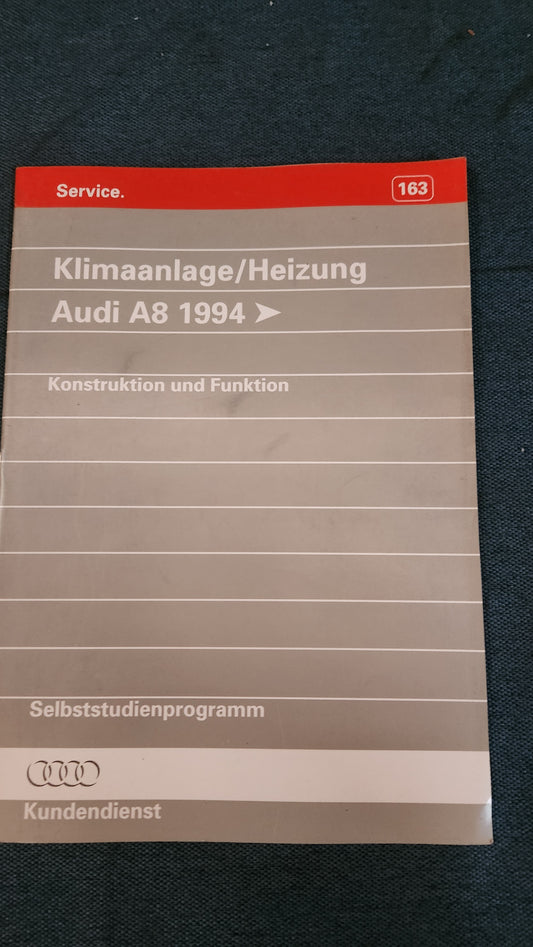 Service.
163
Klimaanlage/Heizung
Audi A8 1994 ➤
Konstruktion und Funktion
Selbststudienprogramm
Kundendienst